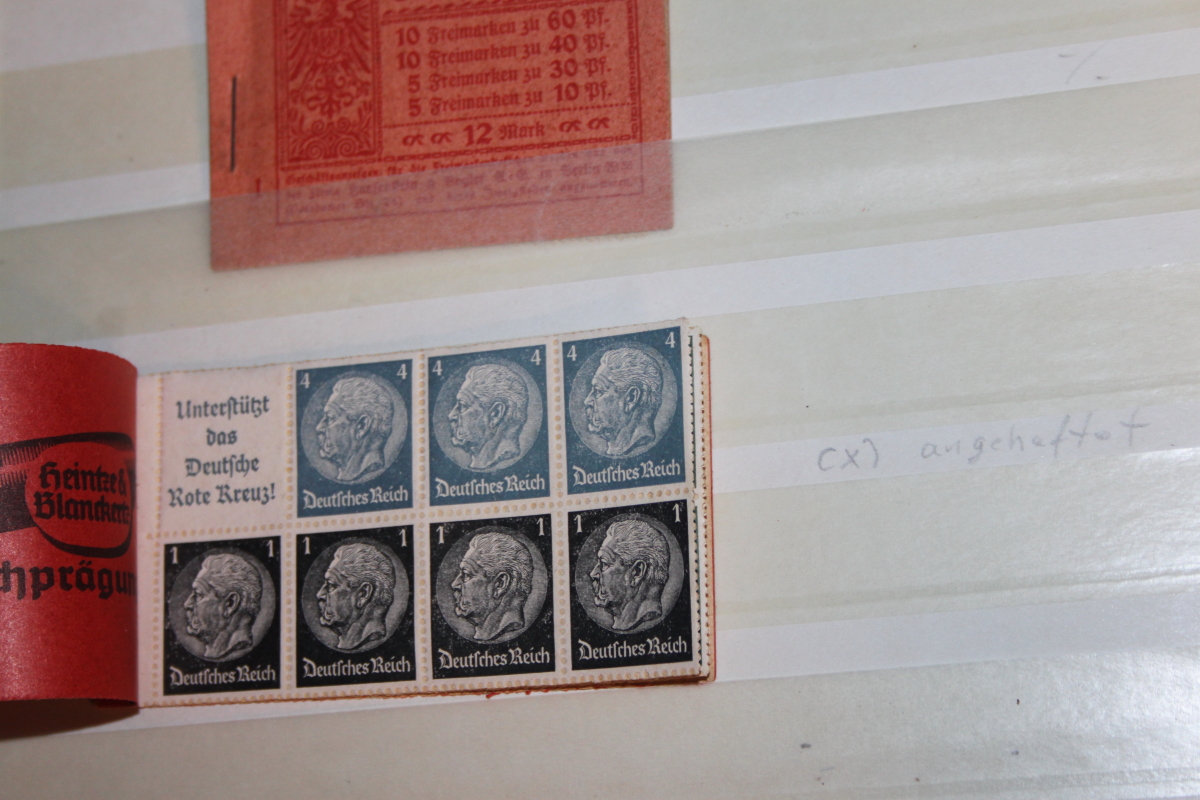 10 Freimarken zu 60 Pf.
10 Freimarken zu 40 Pf.
5 Freimarken zu 30 Pf.
5 Freimarken zu 10 Pf.
12 Mark
Unterstützt
das
Deutsche
Rote Kreuz!
4 4
Deutsches Reich
4 4
Deutsches Reich
4 4
Deutsches Reich
1 1
Deutsches Reich
1 1
Deutsches Reich
1 1
Deutsches Reich
1 1
Deutsches Reich
Heintze &
Blanckertz
chprägun
(x) angeheftet